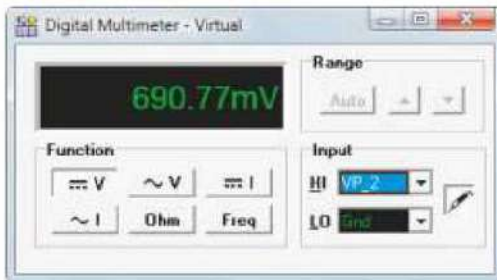 Digital Multimeter - Virtual
690.77mV
Range
Auto
Function
V
~ V
I
~ I
Ohm
Freq
Input
HI VP_2
LO Gnd